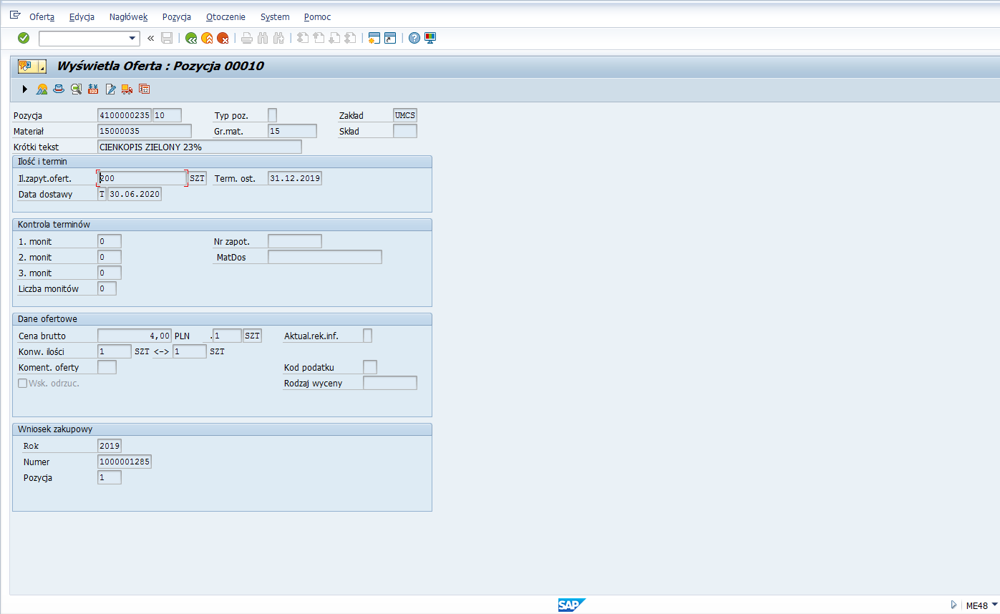 Oferta Edycja Nagłówek Pozycja Otoczenie System Pomoc
Wyświetla Oferta : Pozycja 00010
Pozycja 4100000235 10 Typ poz. Zakład UMCS
Materiał 15000035 Gr.mat. 15 Skład
Krótki tekst CIENKOPIS ZIELONY 23%
Ilość i termin
Il.zapyt.ofert. 200 SZT Term. ost. 31.12.2019
Data dostawy T 30.06.2020
Kontrola terminów
1. monit 0 Nr zapot.
2. monit 0 MatDos
3. monit 0
Liczba monitów 0
Dane ofertowe
Cena brutto 4,00 PLN . 1 SZT Aktual.rek.inf.
Konw. ilości 1 SZT <-> 1 SZT
Koment. oferty Kod podatku
Wsk. odrzuc. Rodzaj wyceny
Wniosek zakupowy
Rok 2019
Numer 1000001285
Pozycja 1
SAP ME48